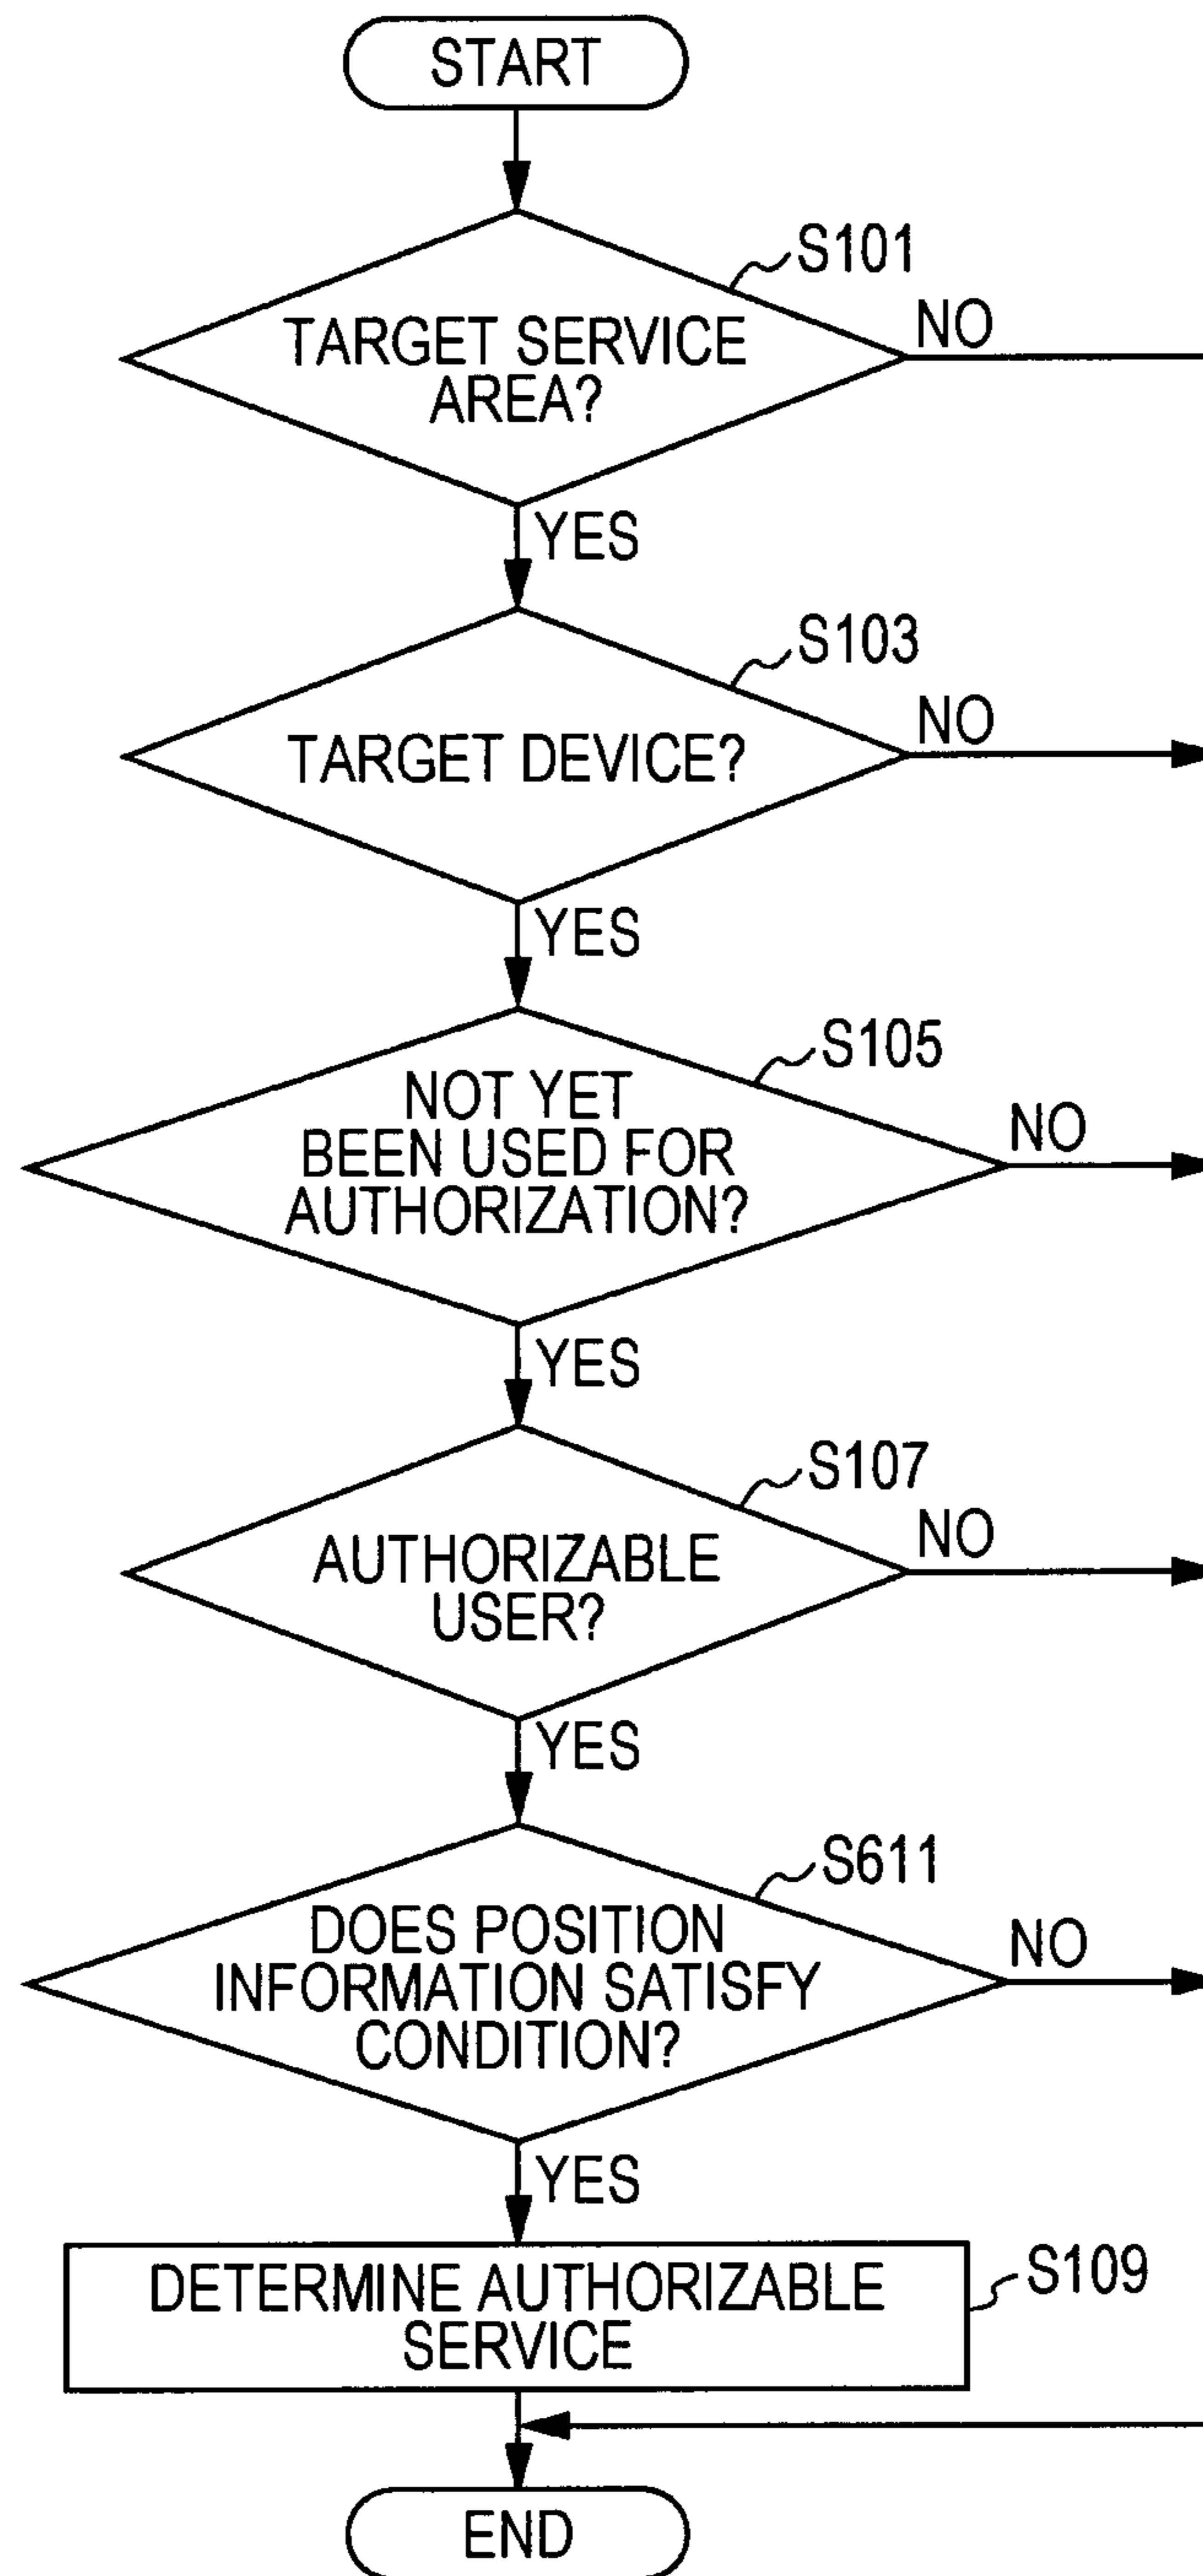 START
S101
TARGET SERVICE
AREA?
NO
YES
S103
TARGET DEVICE?
NO
YES
S105
NOT YET
BEEN USED FOR
AUTHORIZATION?
NO
YES
S107
AUTHORIZABLE
USER?
NO
YES
S611
DOES POSITION
INFORMATION SATISFY
CONDITION?
NO
YES
DETERMINE AUTHORIZABLE
SERVICE
S109
END